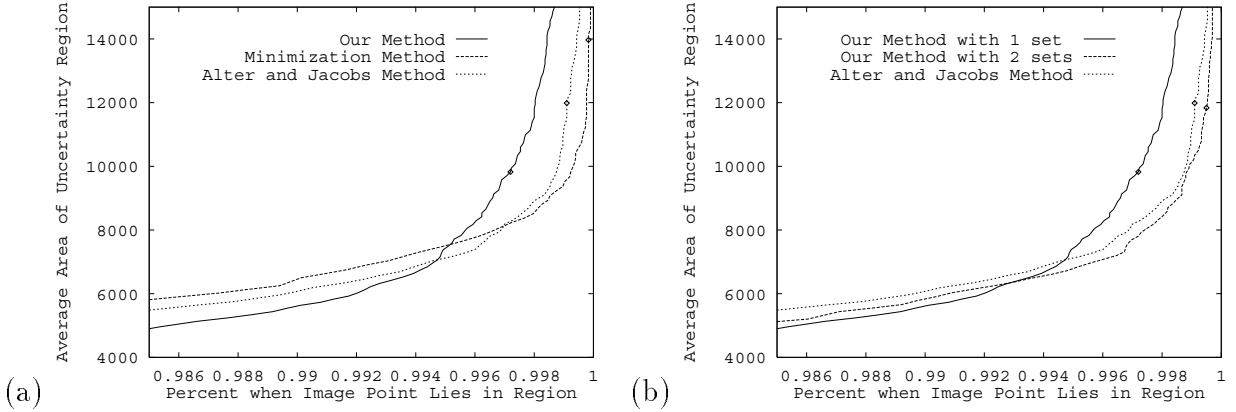 Average Area of Uncertainty Region
14000
12000
10000
8000
6000
4000
Our Method
Minimization Method
Alter and Jacobs Method
0.986 0.988 0.99 0.992 0.994 0.996 0.998 1
Percent when Image Point Lies in Region
(a)
Average Area of Uncertainty Region
14000
12000
10000
8000
6000
4000
Our Method with 1 set
Our Method with 2 sets
Alter and Jacobs Method
0.986 0.988 0.99 0.992 0.994 0.996 0.998 1
Percent when Image Point Lies in Region
(b)